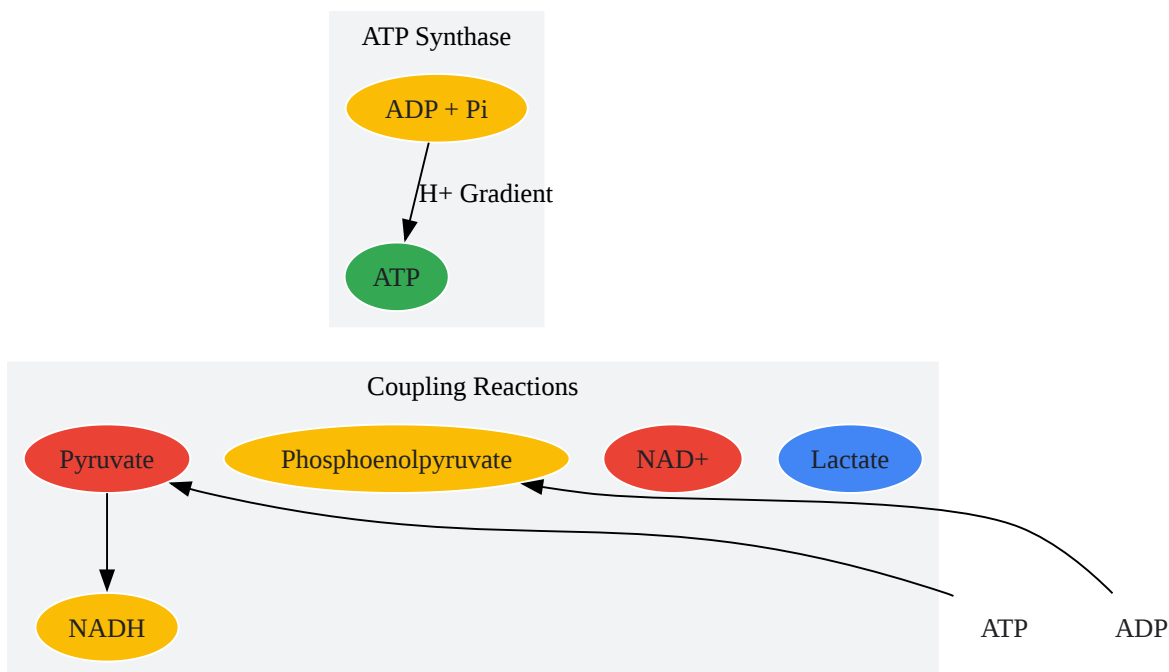 ATP Synthase
ADP + Pi
H+ Gradient
ATP
Coupling Reactions
Pyruvate
Phosphoenolpyruvate
NAD+
Lactate
NADH
ATP
ADP